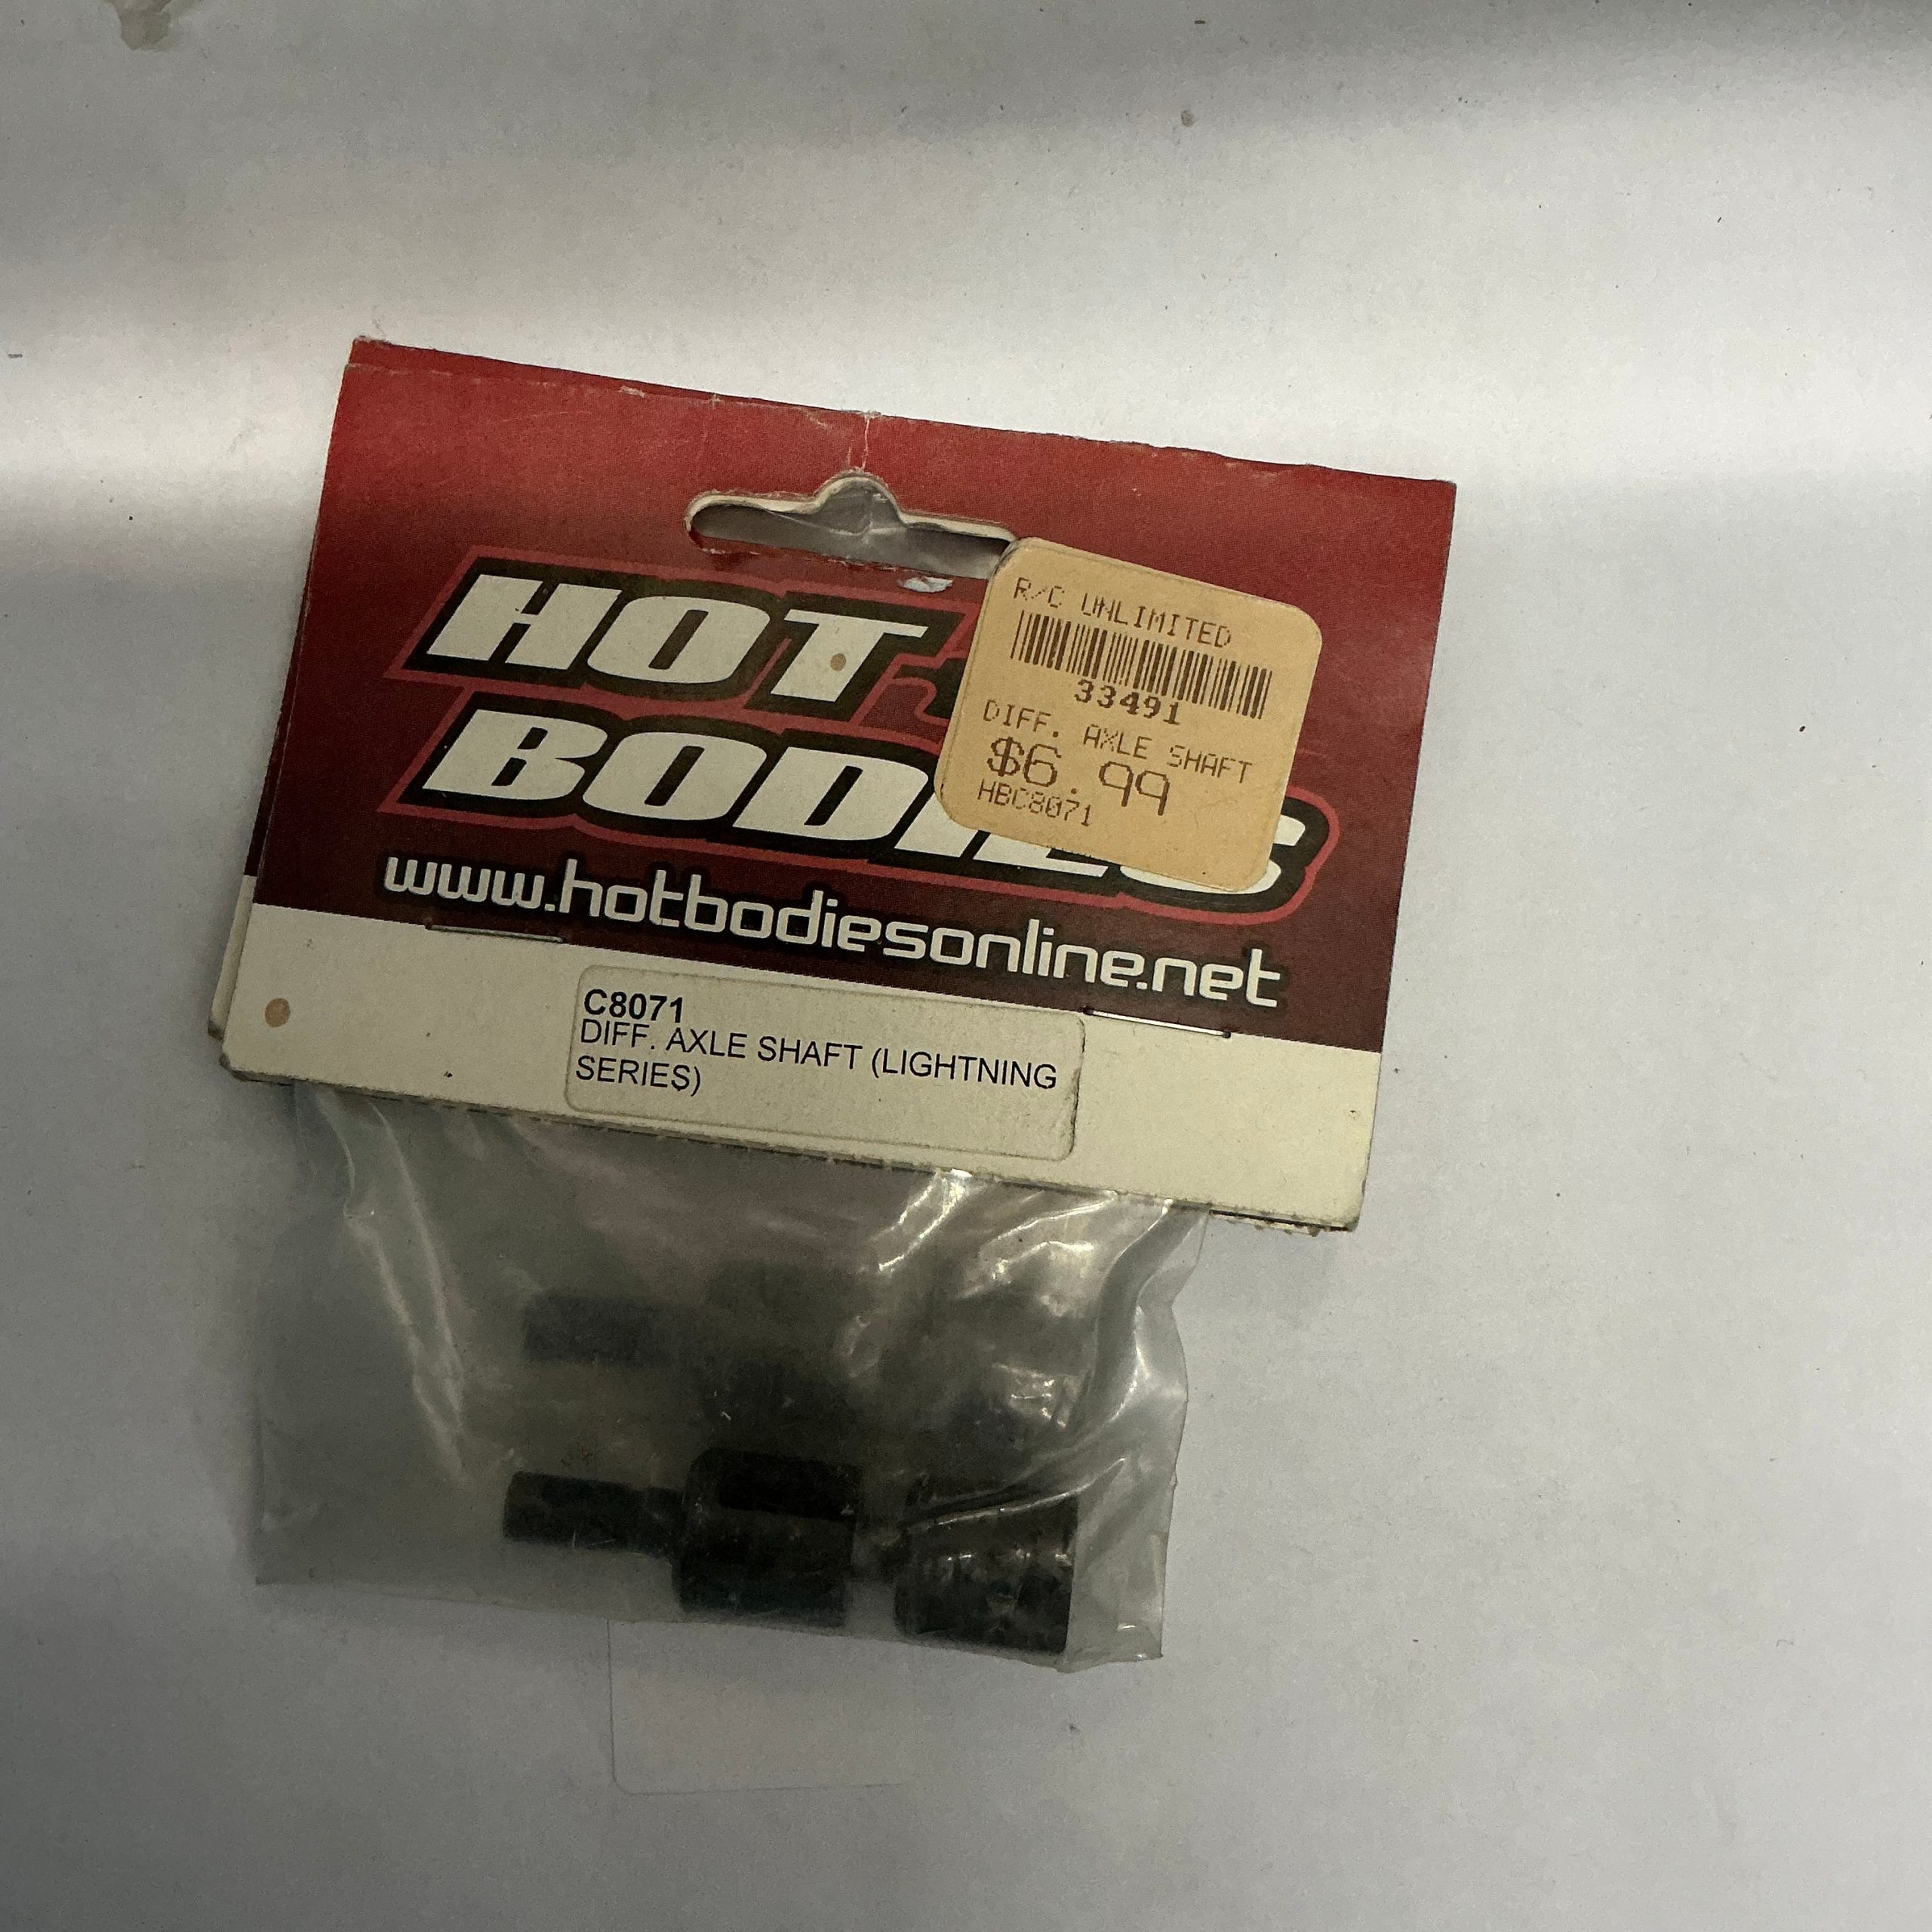 HOT
BODIES
www.hotbodiesonline.net
R/C UNLIMITED
33491
DIFF. AXLE SHAFT
$6.99
HBC8071
C8071
DIFF. AXLE SHAFT (LIGHTNING
SERIES)